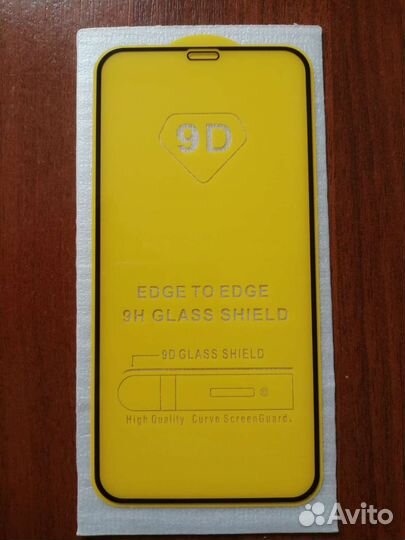 9D
EDGE TO EDGE
9H GLASS SHIELD
9D GLASS SHIELD
High Quality Curve ScreenGuard.
Avito